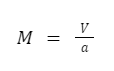 M = V/a